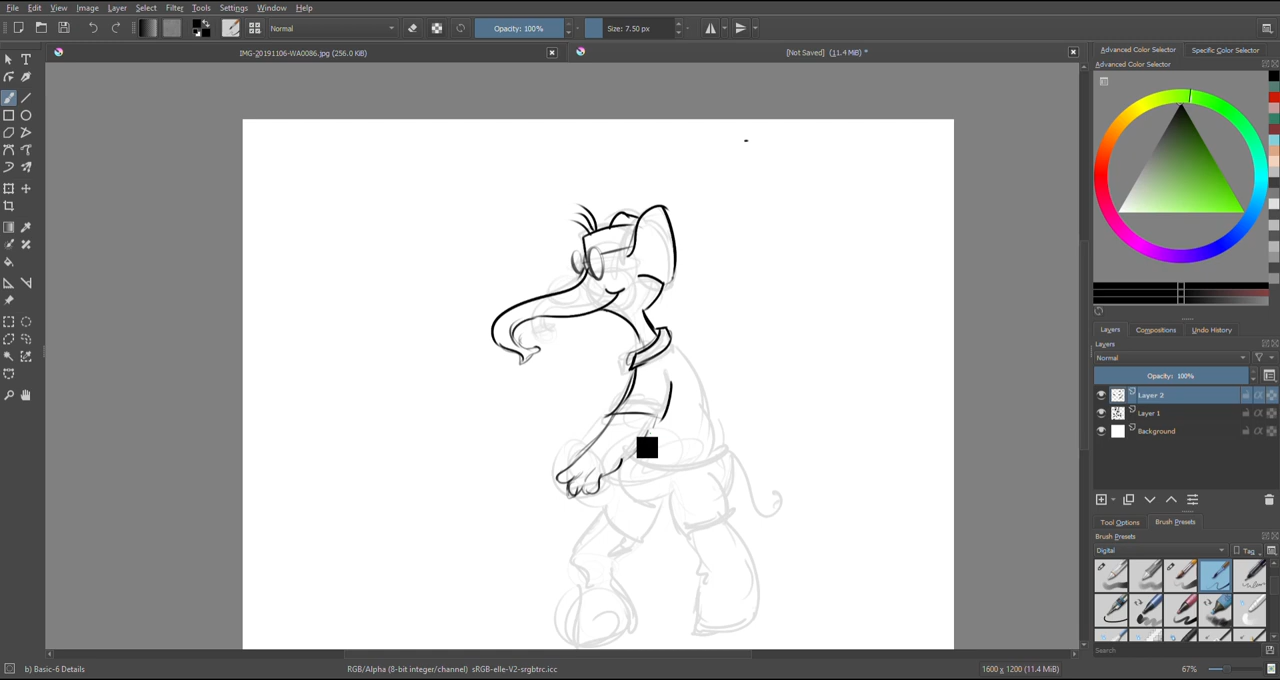 File Edit View Image Layer Select Filter Tools Settings Window Help
Normal Opacity: 100% Size: 7.50 px
IMG-20191106-WA0086.jpg (256.0 KiB) [Not Saved] (11.4 MiB) *
Advanced Color Selector Specific Color Selector
Advanced Color Selector
Layers Compositions Undo History
Layers
Normal
Opacity: 100%
Layer 2
Layer 1
Background
Tool Options Brush Presets
Brush Presets
Digital Tag
Search
b) Basic-6 Details RGB/Alpha (8-bit integer/channel) sRGB-elle-V2-srgbtrc.icc 1600 x 1200 (11.4 MiB) 67%